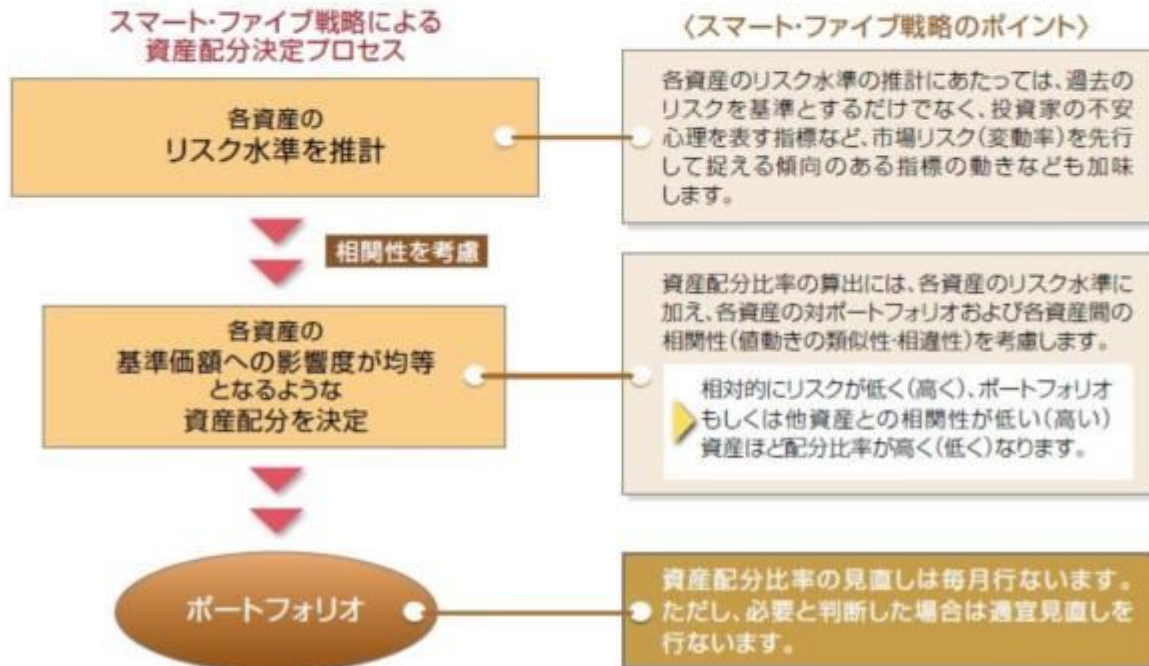 スマート・ファイブ戦略による
資産配分決定プロセス
〈スマート・ファイブ戦略のポイント〉
各資産の
リスク水準を推計
各資産のリスク水準の推計にあたっては、過去の
リスクを基準とするだけでなく、投資家の不安
心理を表す指標など、市場リスク(変動率)を先行
して捉える傾向のある指標の動きなども加味
します。
相関性を考慮
各資産の
基準価額への影響度が均等
となるような
資産配分を決定
資産配分比率の算出には、各資産のリスク水準に
加え、各資産の対ポートフォリオおよび各資産間の
相関性(値動きの類似性・相違性)を考慮します。
相対的にリスクが低く(高く)、ポートフォリオ
もしくは他資産との相関性が低い(高い)
資産ほど配分比率が高く(低く)なります。
ポートフォリオ
資産配分比率の見直しは毎月行ないます。
ただし、必要と判断した場合は適宜見直しを
行ないます。